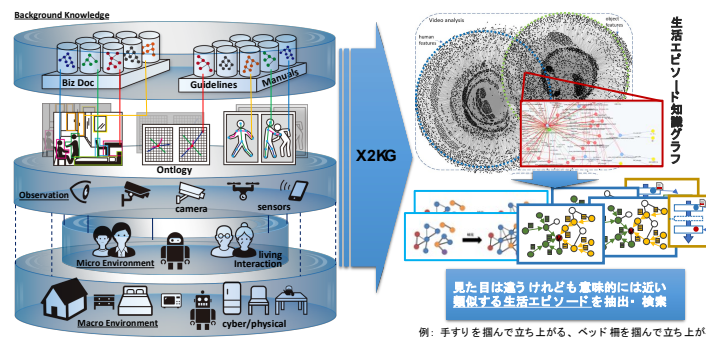 Background Knowledge
Biz Doc
Guidelines
Manuals
Ontlogy
Observation
camera
sensors
Micro Environment
living
Interaction
Macro Environment
cyber/physical
X2KG
Video analysis
human
features
object
features
生活エピソード知識グラフ
見た目は違うけれども意味的には近い
類似する生活エピソードを抽出・検索
例: 手すりを掴んで立ち上がる、ベッド柵を掴んで立ち上が